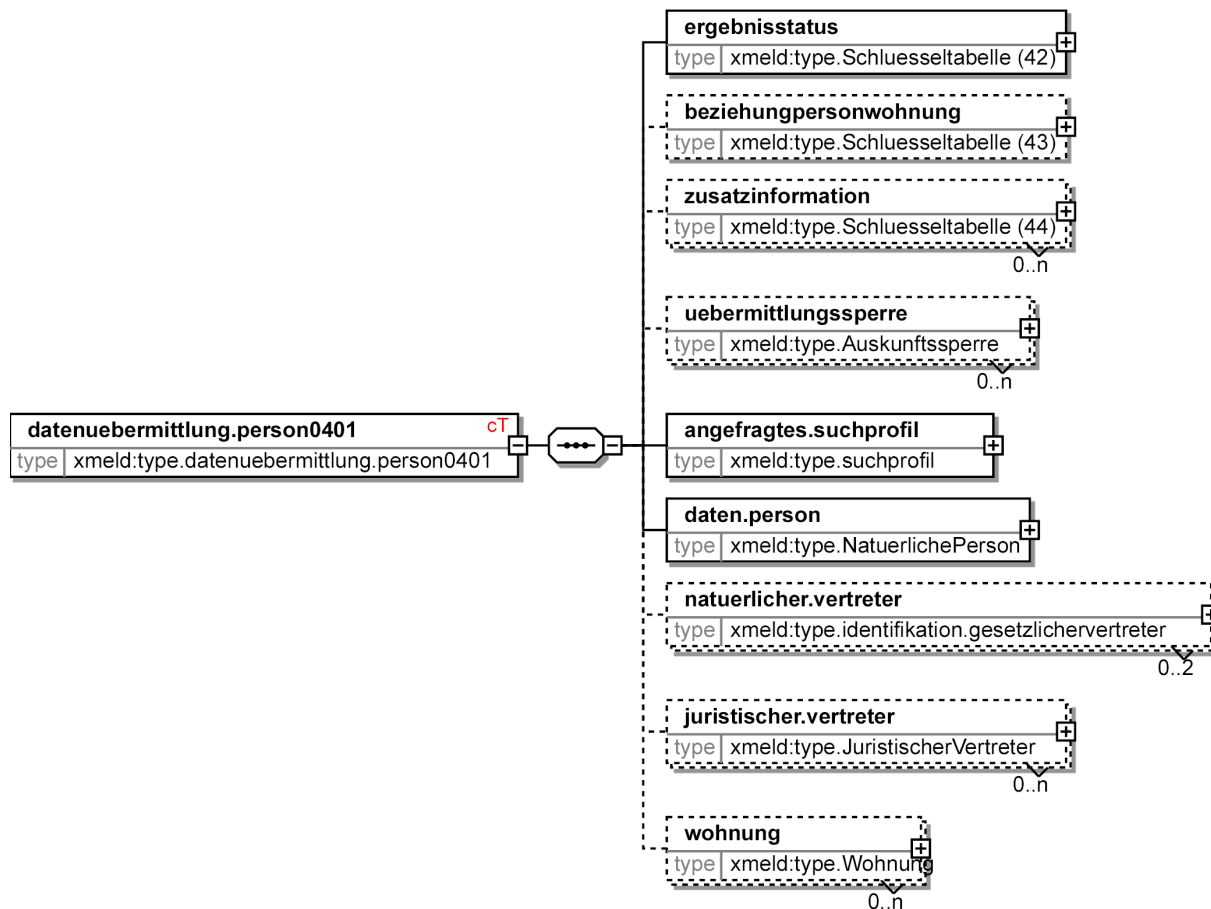 ergebnisstatus
type xmeld:type.Schluesseltabelle (42)
beziehungpersonwohnung
type xmeld:type.Schluesseltabelle (43)
zusatzinformation
type xmeld:type.Schluesseltabelle (44)
0..n
uebermittlungssperre
type xmeld:type.Auskunftssperre
0..n
datenuebermittlung.person0401 cT
type xmeld:type.datenuebermittlung.person0401
angefragtes.suchprofil
type xmeld:type.suchprofil
daten.person
type xmeld:type.NatuerlichePerson
natuerlicher.vertreter
type xmeld:type.identifikation.gesetzlichervertreter
0..2
juristischer.vertreter
type xmeld:type.JuristischerVertreter
0..n
wohnung
type xmeld:type.Wohnung
0..n